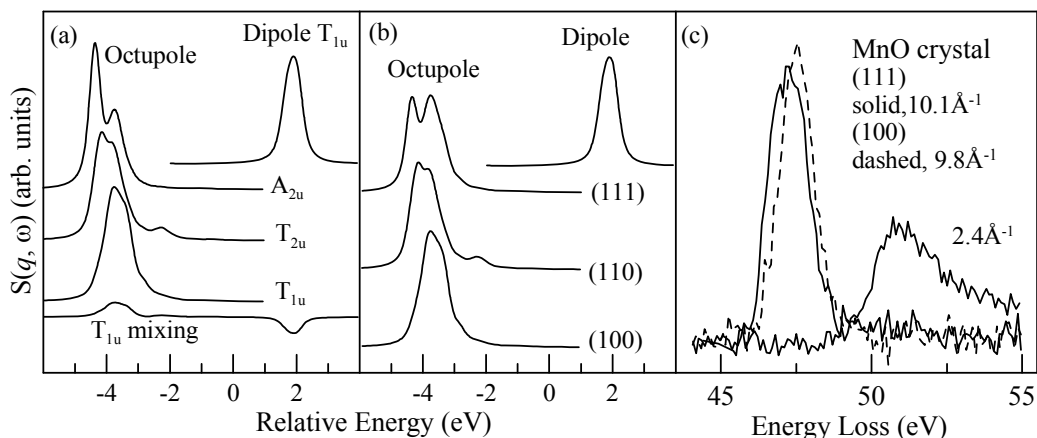 (a)
Octupole
Dipole T1u
A2u
T2u
T1u
T1u mixing
(b)
Octupole
Dipole
(111)
(110)
(100)
(c)
MnO crystal
(111)
solid,10.1Å-1
(100)
dashed, 9.8Å-1
2.4Å-1
S(q, ω) (arb. units)
-4 -2 0 2
-4 -2 0 2
45 50 55
Relative Energy (eV)
Energy Loss (eV)